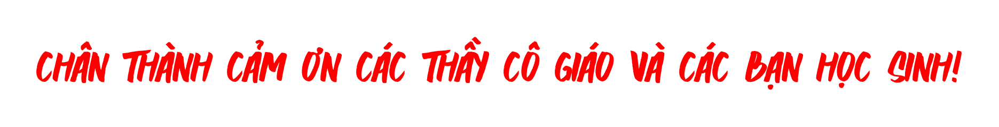 CHÂN THÀNH CẢM ƠN CÁC THẦY CÔ GIÁO VÀ CÁC BẠN HỌC SINH!